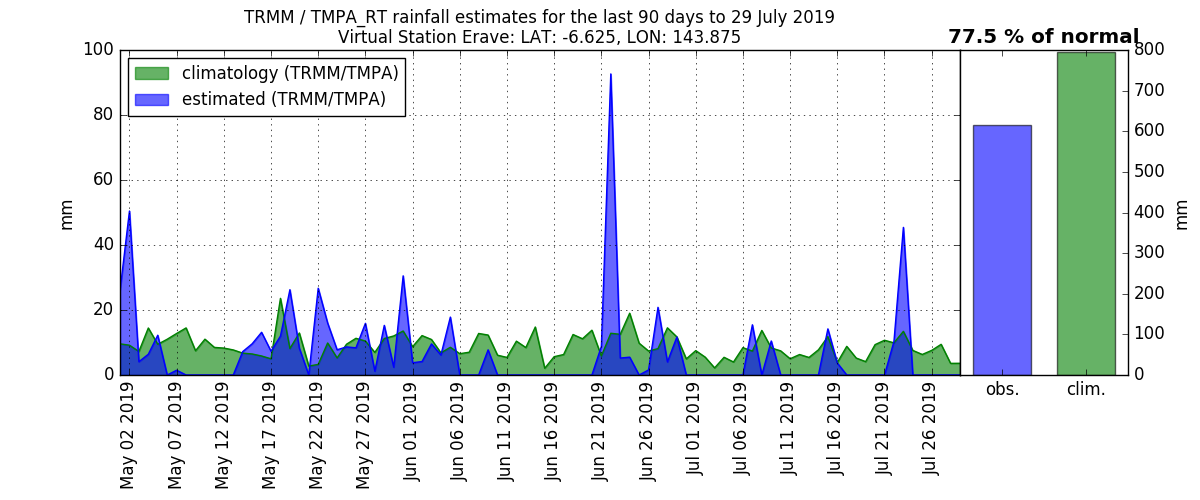 TRMM / TMPA_RT rainfall estimates for the last 90 days to 29 July 2019
Virtual Station Erave: LAT: -6.625, LON: 143.875
77.5 % of normal
climatology (TRMM/TMPA)
estimated (TRMM/TMPA)
100
80
60
40
20
0
mm
May 02 2019
May 07 2019
May 12 2019
May 17 2019
May 22 2019
May 27 2019
Jun 01 2019
Jun 06 2019
Jun 11 2019
Jun 16 2019
Jun 21 2019
Jun 26 2019
Jul 01 2019
Jul 06 2019
Jul 11 2019
Jul 16 2019
Jul 21 2019
Jul 26 2019
obs.
clim.
800
700
600
500
400
300
200
100
0
mm